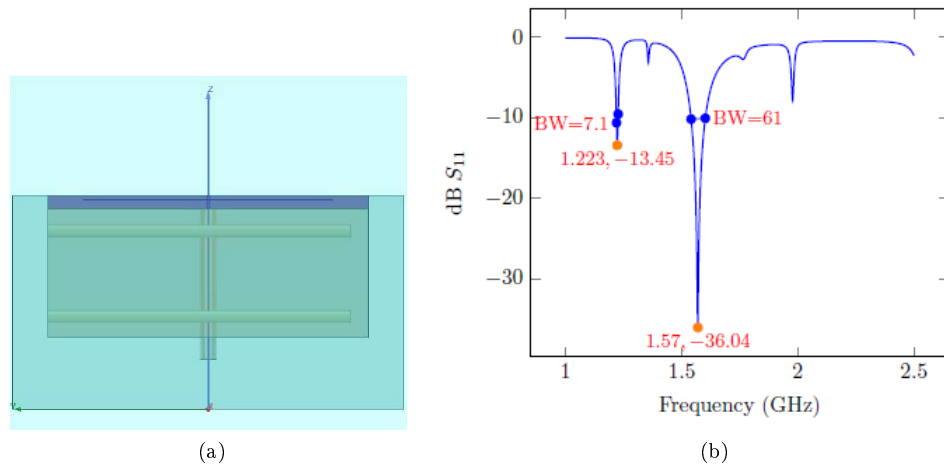 Z
Y
X
(a)
0
−10
−20
−30
dB S₁₁
BW=7.1
1.223, −13.45
BW=61
1.57, −36.04
1
1.5
2
2.5
Frequency (GHz)
(b)